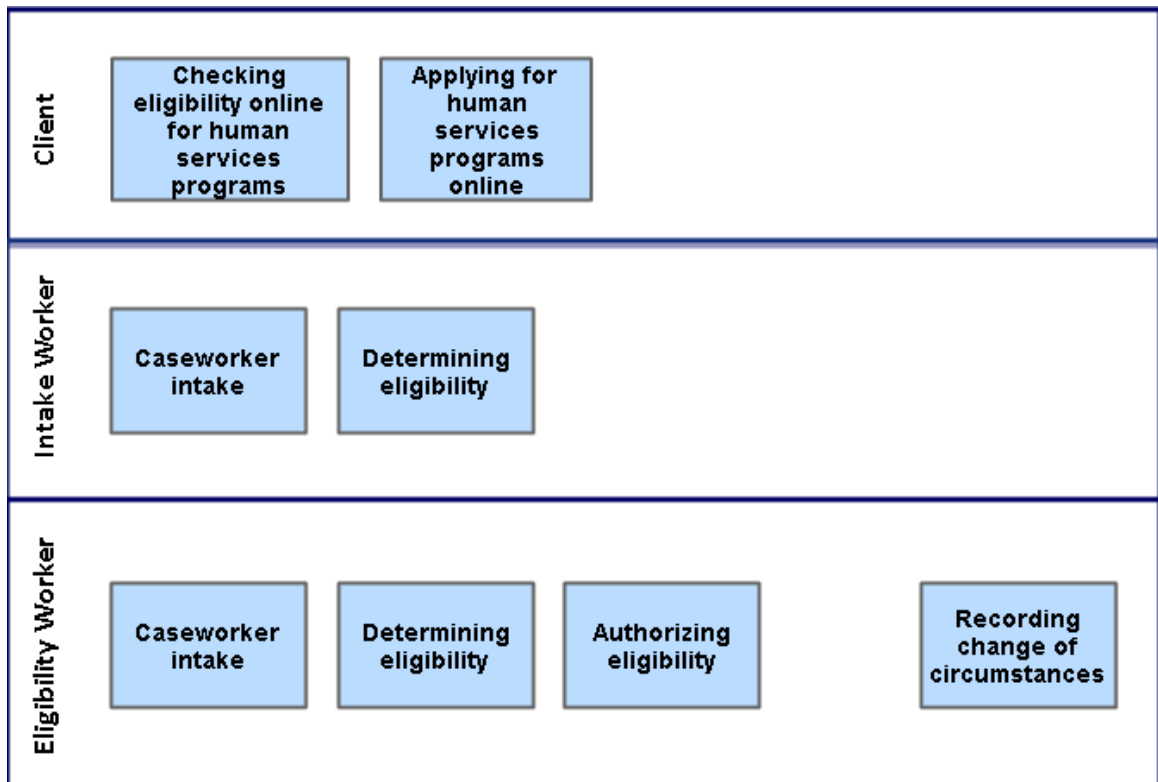 Client
Checking
eligibility online
for human
services
programs
Applying for
human
services
programs
online
Intake Worker
Caseworker
intake
Determining
eligibility
Eligibility Worker
Caseworker
intake
Determining
eligibility
Authorizing
eligibility
Recording
change of
circumstances